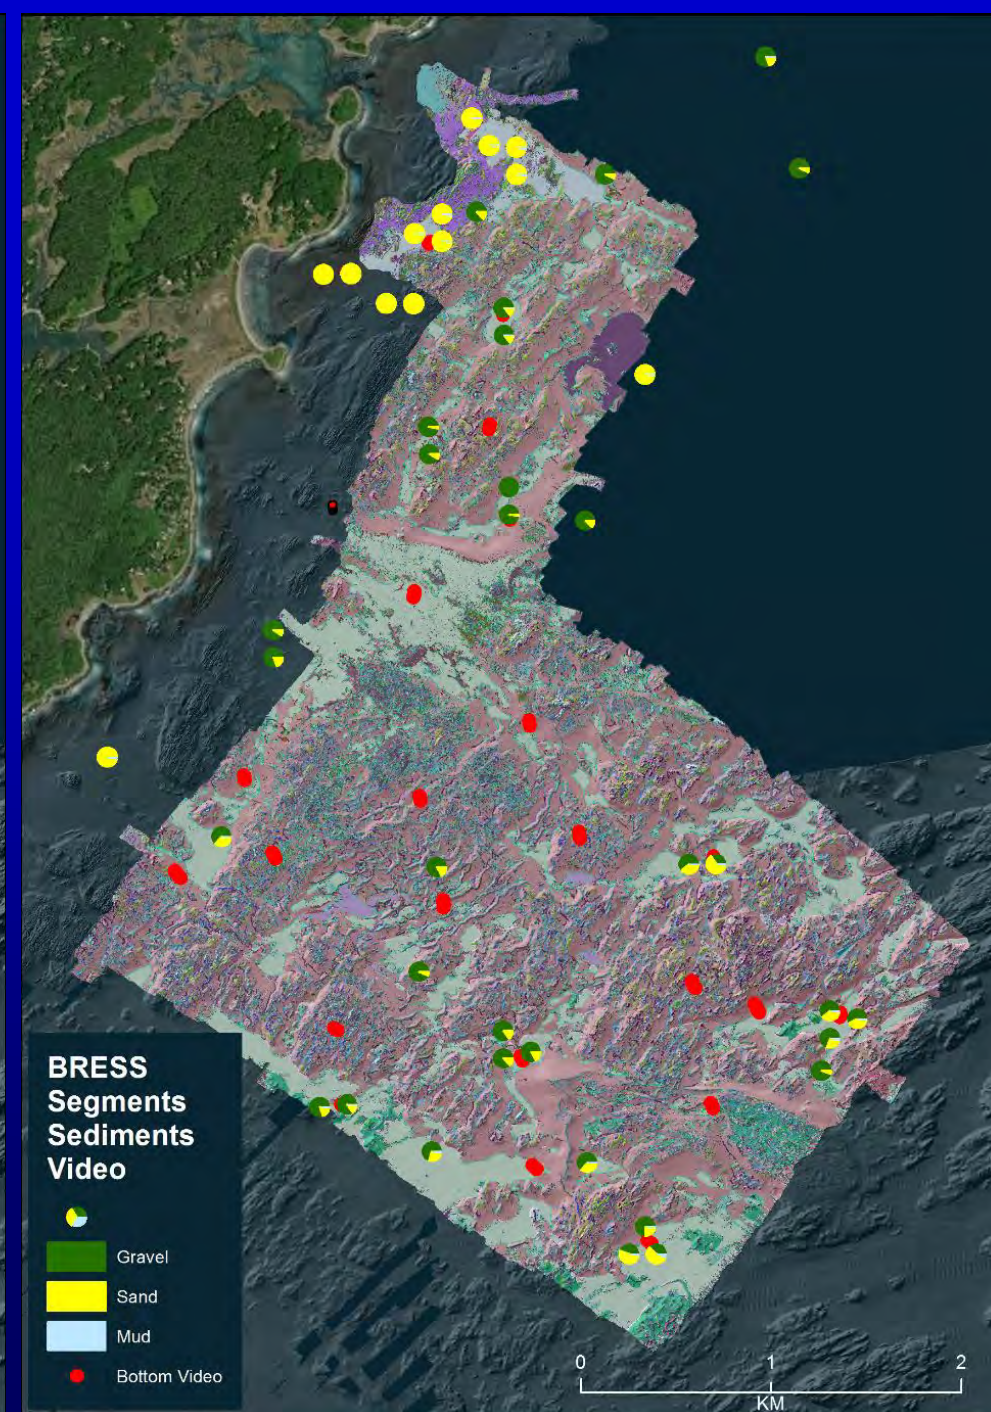 BRESS
Segments
Sediments
Video
Gravel
Sand
Mud
Bottom Video
0 1 2
KM